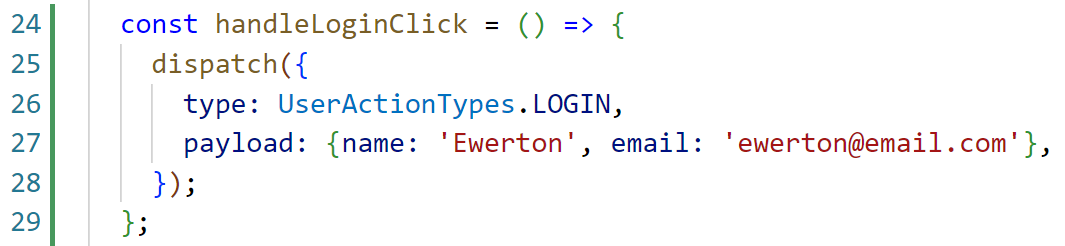 24 const handleLoginClick = () => {
25 dispatch({
26 type: UserActionTypes.LOGIN,
27 payload: {name: 'Ewerton', email: 'ewerton@email.com'},
28 });
29 };